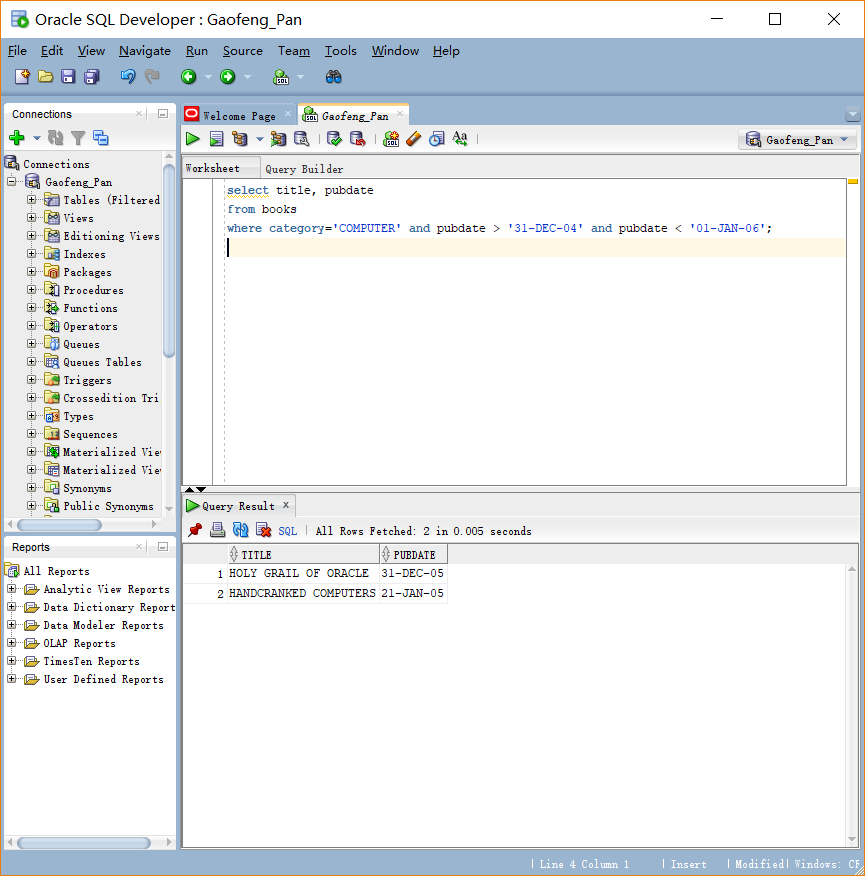 Oracle SQL Developer : Gaofeng_Pan
File Edit View Navigate Run Source Team Tools Window Help
Connections
Connections
Gaofeng_Pan
Tables (Filtered
Views
Editioning Views
Indexes
Packages
Procedures
Functions
Operators
Queues
Queues Tables
Triggers
Crossedition Tri
Types
Sequences
Materialized Vie
Materialized Vie
Synonyms
Public Synonyms
Reports
All Reports
Analytic View Reports
Data Dictionary Report
Data Modeler Reports
OLAP Reports
TimesTen Reports
User Defined Reports
Welcome Page Gaofeng_Pan
Gaofeng_Pan
Worksheet Query Builder
select title, pubdate
from books
where category='COMPUTER' and pubdate > '31-DEC-04' and pubdate < '01-JAN-06';
Query Result
SQL | All Rows Fetched: 2 in 0.005 seconds
TITLE PUBDATE
1 HOLY GRAIL OF ORACLE 31-DEC-05
2 HANDCRANKED COMPUTERS 21-JAN-05
| Line 4 Column 1 | Insert | Modified| Windows: CF